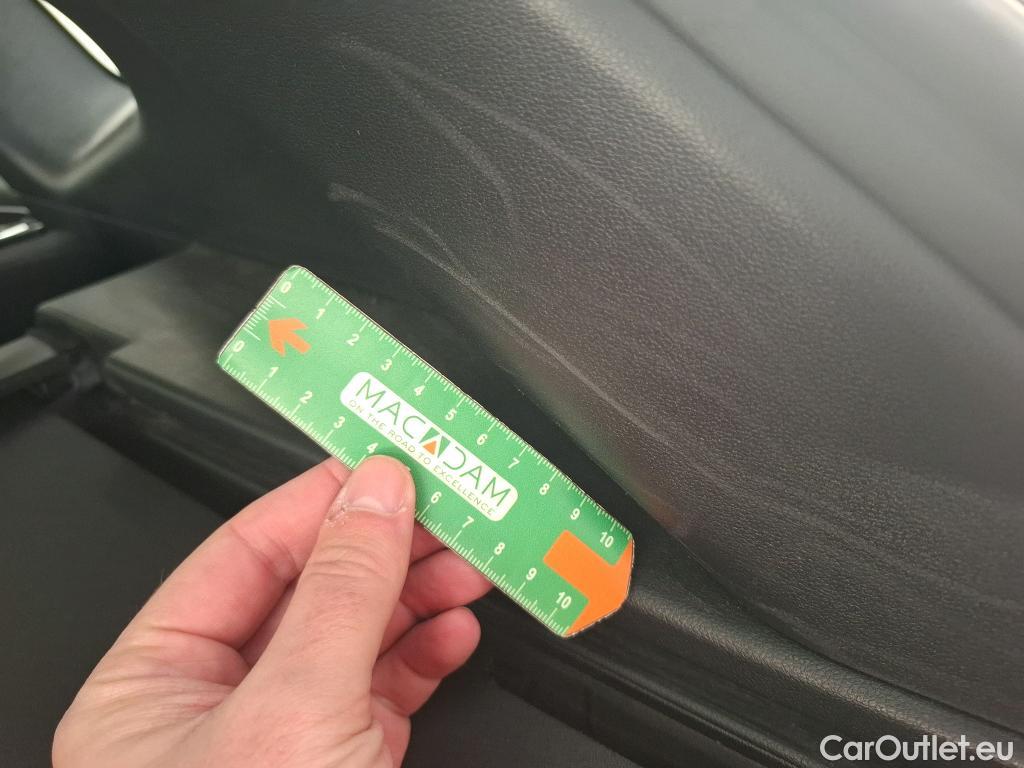 0 1 2 3 4 5 6 7 8 9 10
MACADAM
ON THE ROAD TO EXCELLENCE
0 1 2 3 4 6 7 8 9 10
CarOutlet.eu